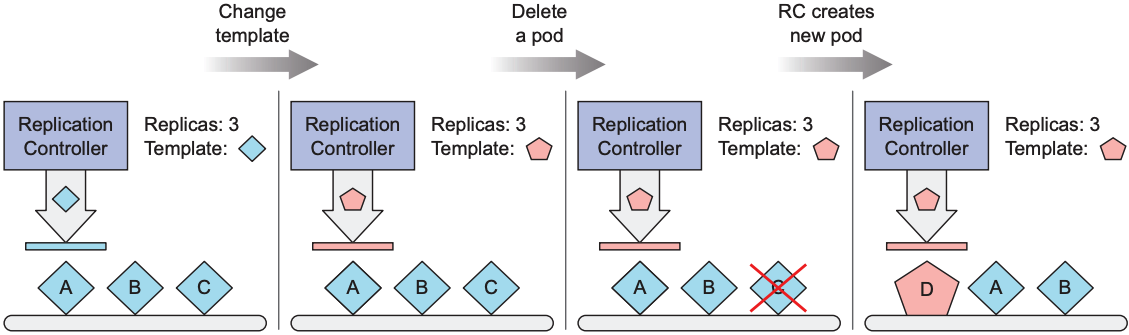 Change
template
Delete
a pod
RC creates
new pod
Replication
Controller
Replicas: 3
Template:
A
B
C
Replication
Controller
Replicas: 3
Template:
A
B
C
Replication
Controller
Replicas: 3
Template:
A
B
C
Replication
Controller
Replicas: 3
Template:
D
A
B